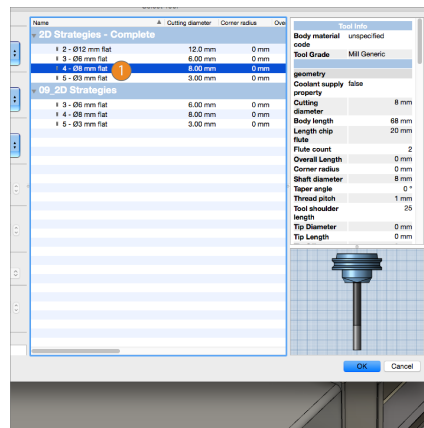 Select Tool
Name Cutting diameter Corner radius Ove
2D Strategies - Complete
2 - Ø12 mm flat 12.0 mm 0 mm
3 - Ø6 mm flat 6.00 mm 0 mm
4 - Ø8 mm flat 1 8.00 mm 0 mm
5 - Ø3 mm flat 3.00 mm 0 mm
09_2D Strategies
3 - Ø6 mm flat 6.00 mm 0 mm
4 - Ø8 mm flat 8.00 mm 0 mm
5 - Ø3 mm flat 3.00 mm 0 mm
Tool Info
Body material unspecified
code
Tool Grade Mill Generic
geometry
Coolant supply false
property
Cutting 8 mm
diameter
Body length 68 mm
Length chip 20 mm
flute
Flute count 2
Overall Length 0 mm
Corner radius 0 mm
Shaft diameter 8 mm
Taper angle 0 °
Thread pitch 1 mm
Tool shoulder 25
length
Tip Diameter 0 mm
Tip Length 0 mm
OK Cancel